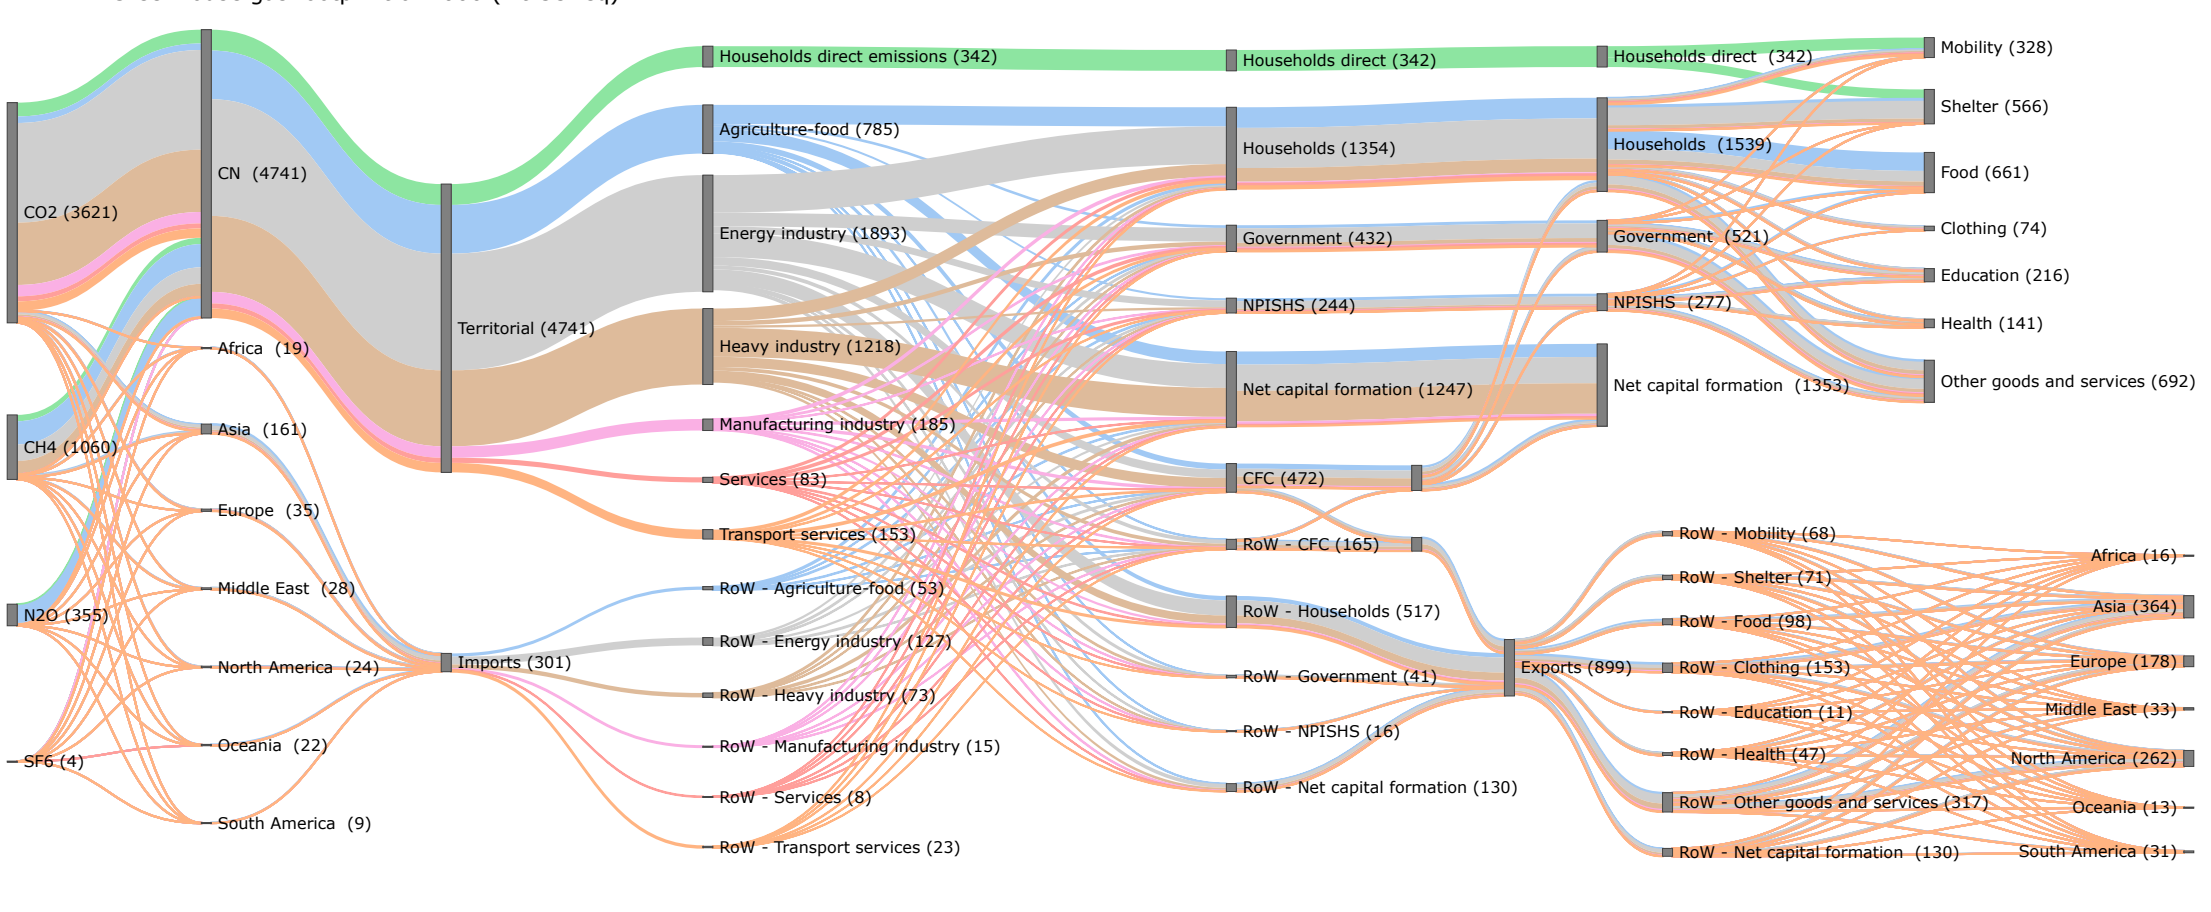 CO2 (3621)
CH4 (1060)
N2O (355)
SF6 (4)
CN (4741)
Africa (19)
Asia (161)
Europe (35)
Middle East (28)
North America (24)
Oceania (22)
South America (9)
Territorial (4741)
Imports (301)
Households direct emissions (342)
Agriculture-food (785)
Energy industry (1893)
Heavy industry (1218)
Manufacturing industry (185)
Services (83)
Transport services (153)
RoW - Agriculture-food (53)
RoW - Energy industry (127)
RoW - Heavy industry (73)
RoW - Manufacturing industry (15)
RoW - Services (8)
RoW - Transport services (23)
Households direct (342)
Households (1354)
Government (432)
NPISHS (244)
Net capital formation (1247)
CFC (472)
RoW - CFC (165)
RoW - Households (517)
RoW - Government (41)
RoW - NPISHS (16)
RoW - Net capital formation (130)
Households direct (342)
Households (1539)
Government (521)
NPISHS (277)
Net capital formation (1353)
Exports (899)
Mobility (328)
Shelter (566)
Food (661)
Clothing (74)
Education (216)
Health (141)
Other goods and services (692)
RoW - Mobility (68)
RoW - Shelter (71)
RoW - Food (98)
RoW - Clothing (153)
RoW - Education (11)
RoW - Health (47)
RoW - Other goods and services (317)
RoW - Net capital formation (130)
Africa (16)
Asia (364)
Europe (178)
Middle East (33)
North America (262)
Oceania (13)
South America (31)